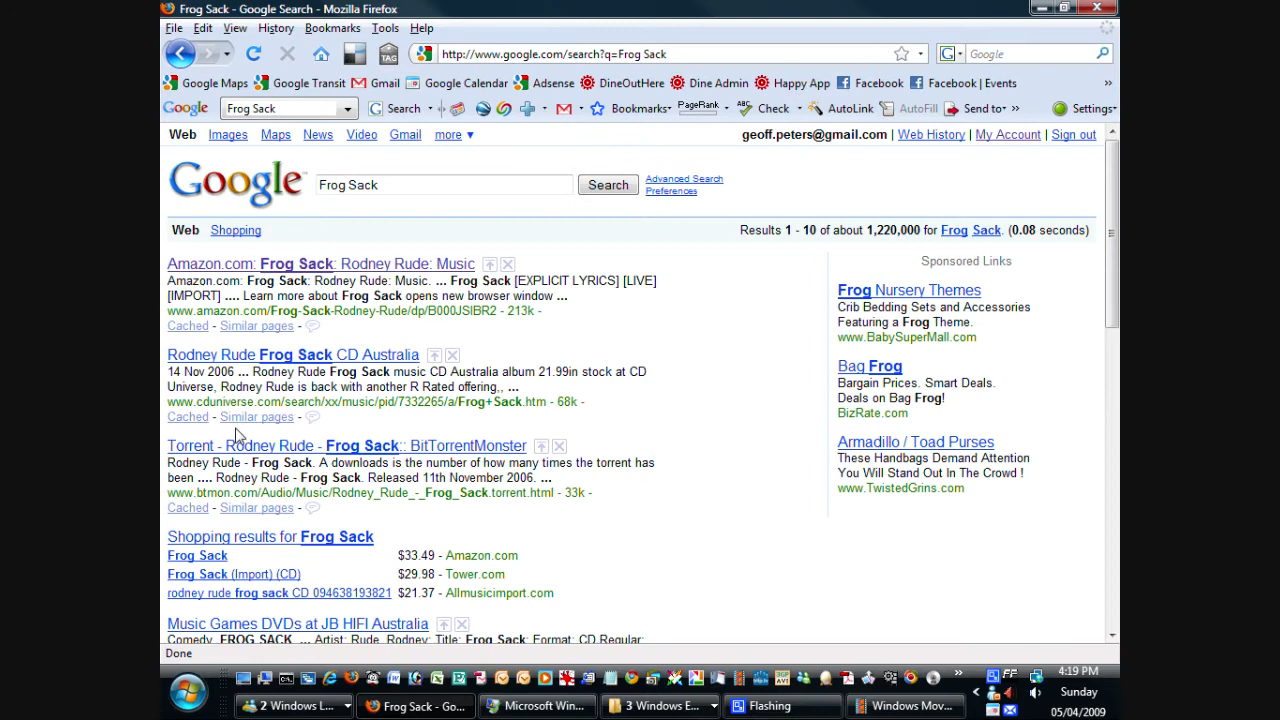 Frog Sack - Google Search - Mozilla Firefox
File Edit View History Bookmarks Tools Help
http://www.google.com/search?q=Frog Sack
Google
Google Maps Google Transit Gmail Google Calendar Adsense DineOutHere Dine Admin Happy App Facebook Facebook | Events »
Google Frog Sack Search Bookmarks PageRank Check AutoLink AutoFill Send to » Settings
Web Images Maps News Video Gmail more ▼ geoff.peters@gmail.com | Web History | My Account | Sign out
Google Frog Sack Search Advanced Search
Preferences
Web Shopping Results 1 - 10 of about 1,220,000 for Frog Sack. (0.08 seconds)
Amazon.com: Frog Sack: Rodney Rude: Music
Amazon.com: Frog Sack: Rodney Rude: Music. ... Frog Sack [EXPLICIT LYRICS] [LIVE]
[IMPORT] .... Learn more about Frog Sack opens new browser window ...
www.amazon.com/Frog-Sack-Rodney-Rude/dp/B000JSIBR2 - 213k -
Cached - Similar pages -
Rodney Rude Frog Sack CD Australia
14 Nov 2006 ... Rodney Rude Frog Sack music CD Australia album 21.99in stock at CD
Universe, Rodney Rude is back with another R Rated offering,, ...
www.cduniverse.com/search/xx/music/pid/7332265/a/Frog+Sack.htm - 68k -
Cached - Similar pages -
Torrent - Rodney Rude - Frog Sack:: BitTorrentMonster
Rodney Rude - Frog Sack. A downloads is the number of how many times the torrent has
been .... Rodney Rude - Frog Sack. Released 11th November 2006. ...
www.btmon.com/Audio/Music/Rodney_Rude_-_Frog_Sack.torrent.html - 33k -
Cached - Similar pages -
Shopping results for Frog Sack
Frog Sack $33.49 - Amazon.com
Frog Sack (Import) (CD) $29.98 - Tower.com
rodney rude frog sack CD 094638193821 $21.37 - Allmusicimport.com
Music Games DVDs at JB HIFI Australia
Comedy, FROG SACK ... Artist: Rude, Rodney; Title: Frog Sack; Format: CD Regular;
Sponsored Links
Frog Nursery Themes
Crib Bedding Sets and Accessories
Featuring a Frog Theme.
www.BabySuperMall.com
Bag Frog
Bargain Prices. Smart Deals.
Deals on Bag Frog!
BizRate.com
Armadillo / Toad Purses
These Handbags Demand Attention
You Will Stand Out In The Crowd !
www.TwistedGrins.com
Done
» FF 4:19 PM
2 Windows L... Frog Sack - Go... Microsoft Win... 3 Windows E... Flashing Windows Mov... Sunday
05/04/2009